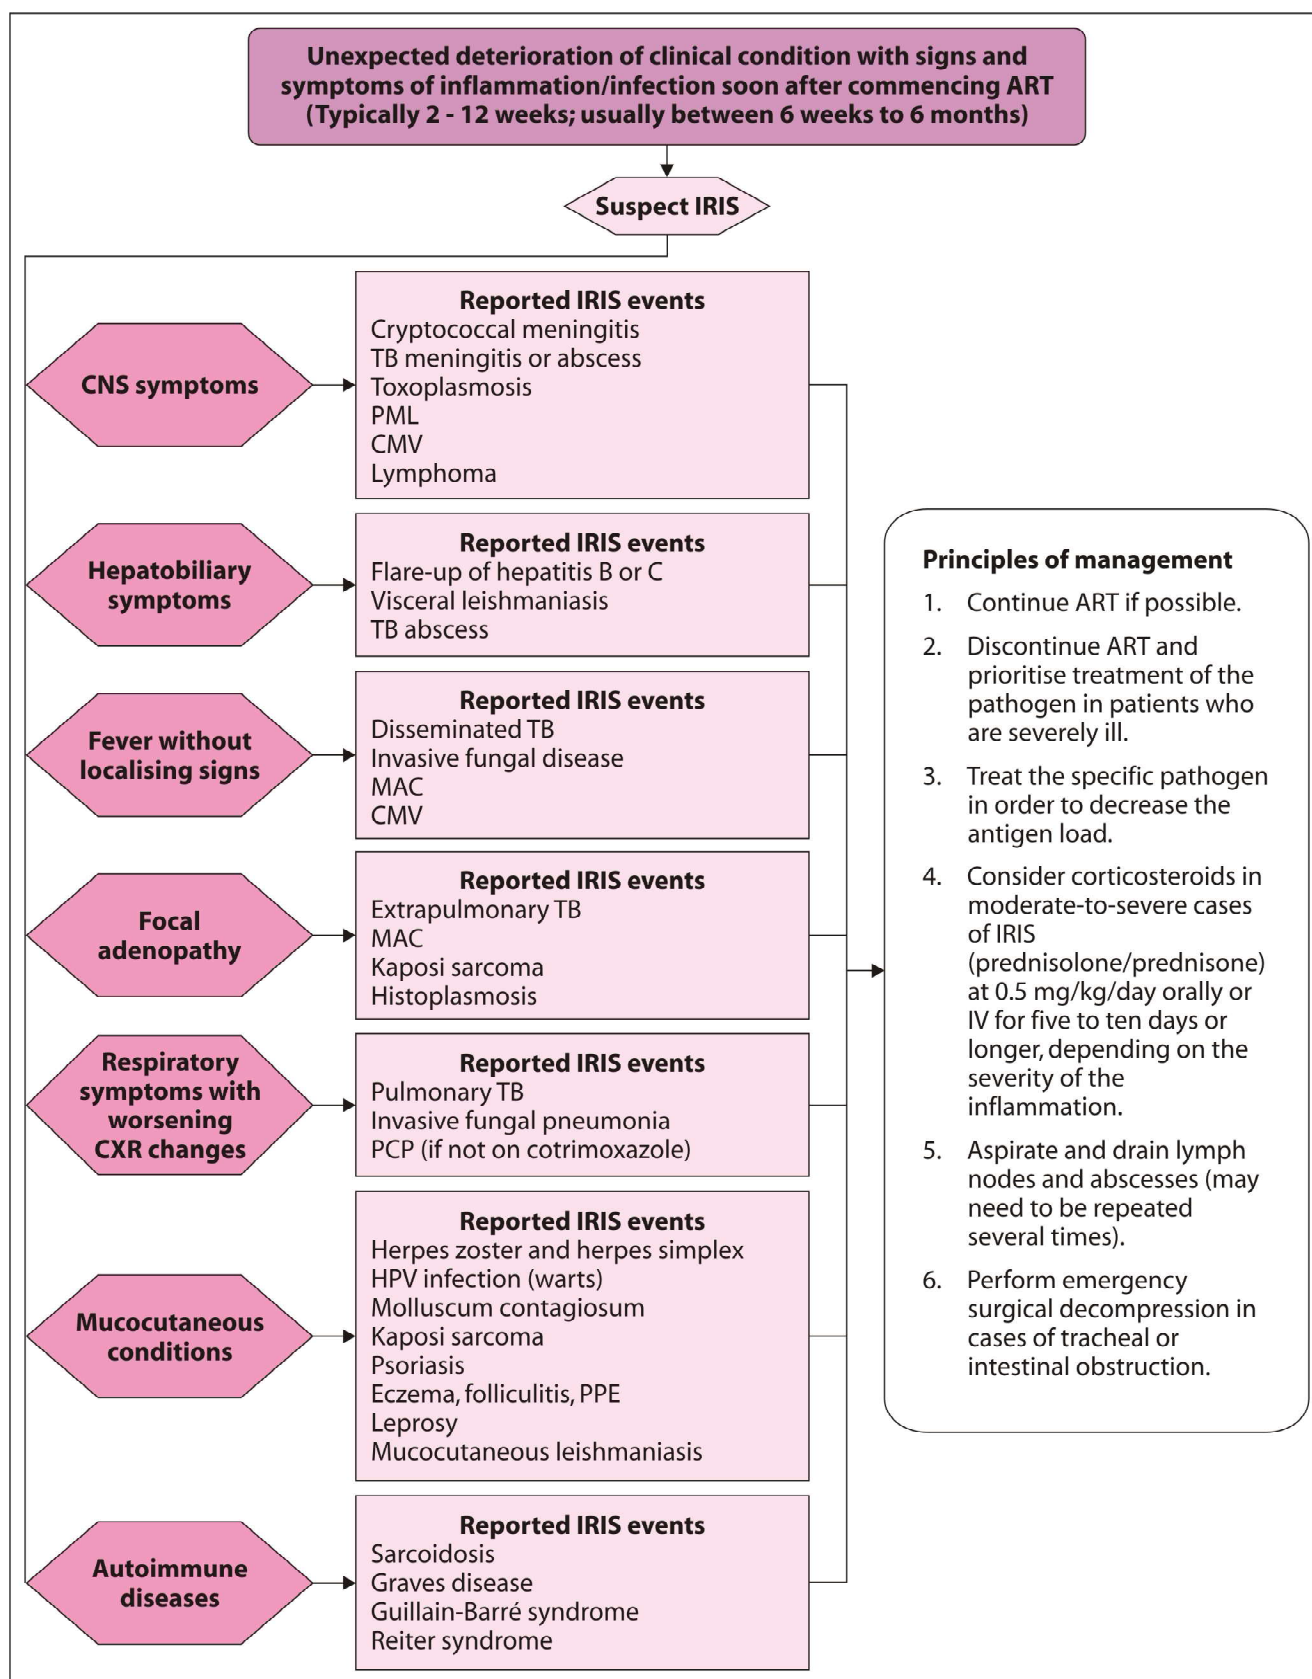 Unexpected deterioration of clinical condition with signs and
symptoms of inflammation/infection soon after commencing ART
(Typically 2 - 12 weeks; usually between 6 weeks to 6 months)
Suspect IRIS
CNS symptoms
Reported IRIS events
Cryptococcal meningitis
TB meningitis or abscess
Toxoplasmosis
PML
CMV
Lymphoma
Hepatobiliary
symptoms
Reported IRIS events
Flare-up of hepatitis B or C
Visceral leishmaniasis
TB abscess
Fever without
localising signs
Reported IRIS events
Disseminated TB
Invasive fungal disease
MAC
CMV
Focal
adenopathy
Reported IRIS events
Extrapulmonary TB
MAC
Kaposi sarcoma
Histoplasmosis
Respiratory
symptoms with
worsening
CXR changes
Reported IRIS events
Pulmonary TB
Invasive fungal pneumonia
PCP (if not on cotrimoxazole)
Mucocutaneous
conditions
Reported IRIS events
Herpes zoster and herpes simplex
HPV infection (warts)
Molluscum contagiosum
Kaposi sarcoma
Psoriasis
Eczema, folliculitis, PPE
Leprosy
Mucocutaneous leishmaniasis
Autoimmune
diseases
Reported IRIS events
Sarcoidosis
Graves disease
Guillain-Barré syndrome
Reiter syndrome
Principles of management
1. Continue ART if possible.
2. Discontinue ART and
prioritise treatment of the
pathogen in patients who
are severely ill.
3. Treat the specific pathogen
in order to decrease the
antigen load.
4. Consider corticosteroids in
moderate-to-severe cases
of IRIS
(prednisolone/prednisone)
at 0.5 mg/kg/day orally or
IV for five to ten days or
longer, depending on the
severity of the
inflammation.
5. Aspirate and drain lymph
nodes and abscesses (may
need to be repeated
several times).
6. Perform emergency
surgical decompression in
cases of tracheal or
intestinal obstruction.